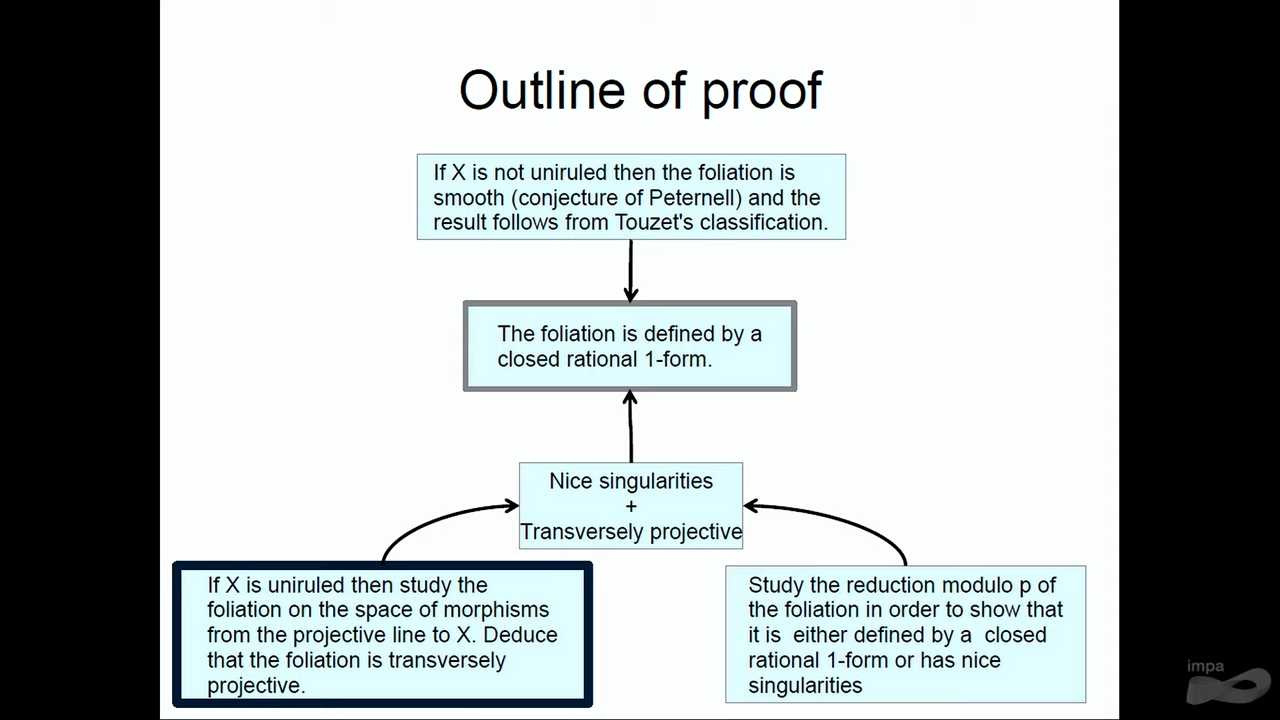 Outline of proof
If X is not uniruled then the foliation is
smooth (conjecture of Peternell) and the
result follows from Touzet's classification.
The foliation is defined by a
closed rational 1-form.
Nice singularities
+
Transversely projective
If X is uniruled then study the
foliation on the space of morphisms
from the projective line to X. Deduce
that the foliation is transversely
projective.
Study the reduction modulo p of
the foliation in order to show that
it is either defined by a closed
rational 1-form or has nice
singularities
impa